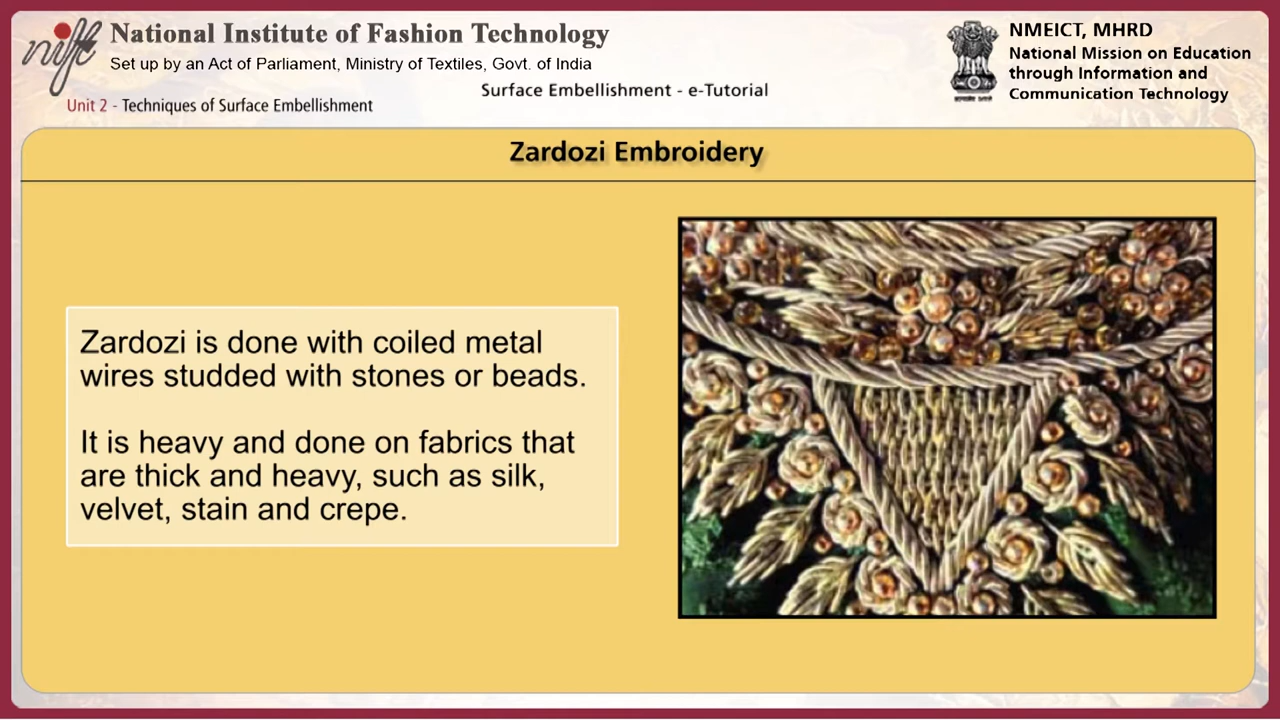 nift
National Institute of Fashion Technology
Set up by an Act of Parliament, Ministry of Textiles, Govt. of India
Unit 2 - Techniques of Surface Embellishment
Surface Embellishment - e-Tutorial
NMEICT, MHRD
National Mission on Education
through Information and
Communication Technology
Zardozi Embroidery
Zardozi is done with coiled metal
wires studded with stones or beads.
It is heavy and done on fabrics that
are thick and heavy, such as silk,
velvet, stain and crepe.